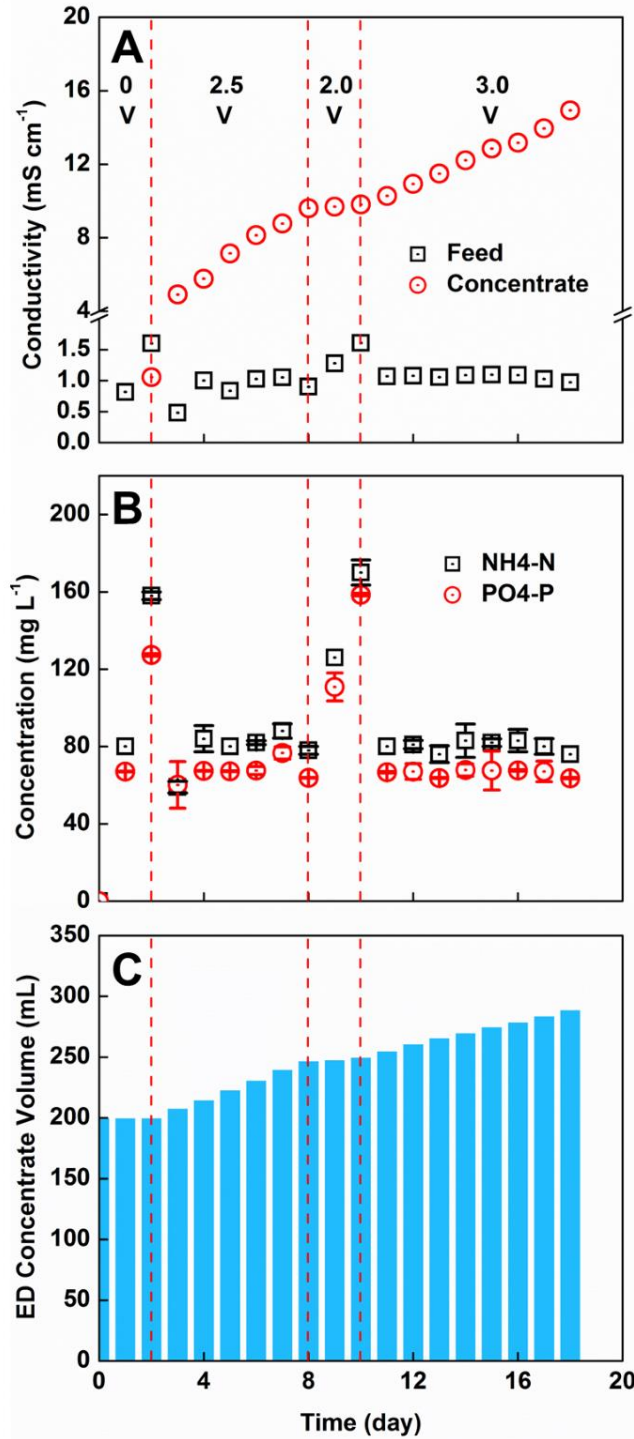 A
0
V
2.5
V
2.0
V
3.0
V
Conductivity (mS cm⁻¹)
20
16
12
8
4
1.5
1.0
0.5
0.0
Feed
Concentrate
B
Concentration (mg L⁻¹)
200
160
120
80
40
0
NH4-N
PO4-P
C
ED Concentrate Volume (mL)
350
300
250
200
150
100
50
0
0 4 8 12 16 20
Time (day)